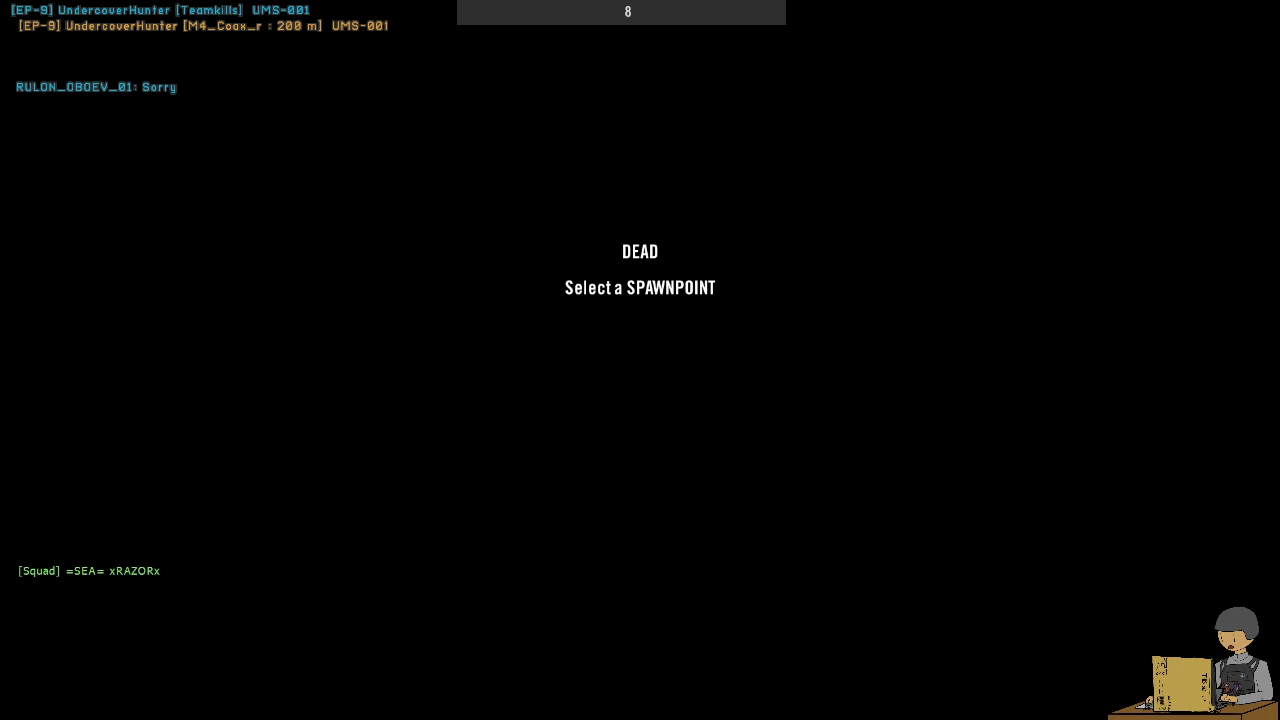 [EP-9] UndercoverHunter [Teamkills] UMS-001
8
[EP-9] UndercoverHunter [M4_Coax_r : 200 m] UMS-001
RULON_OBOEV_01: Sorry
DEAD
Select a SPAWNPOINT
[Squad] =SEA= xRAZORx